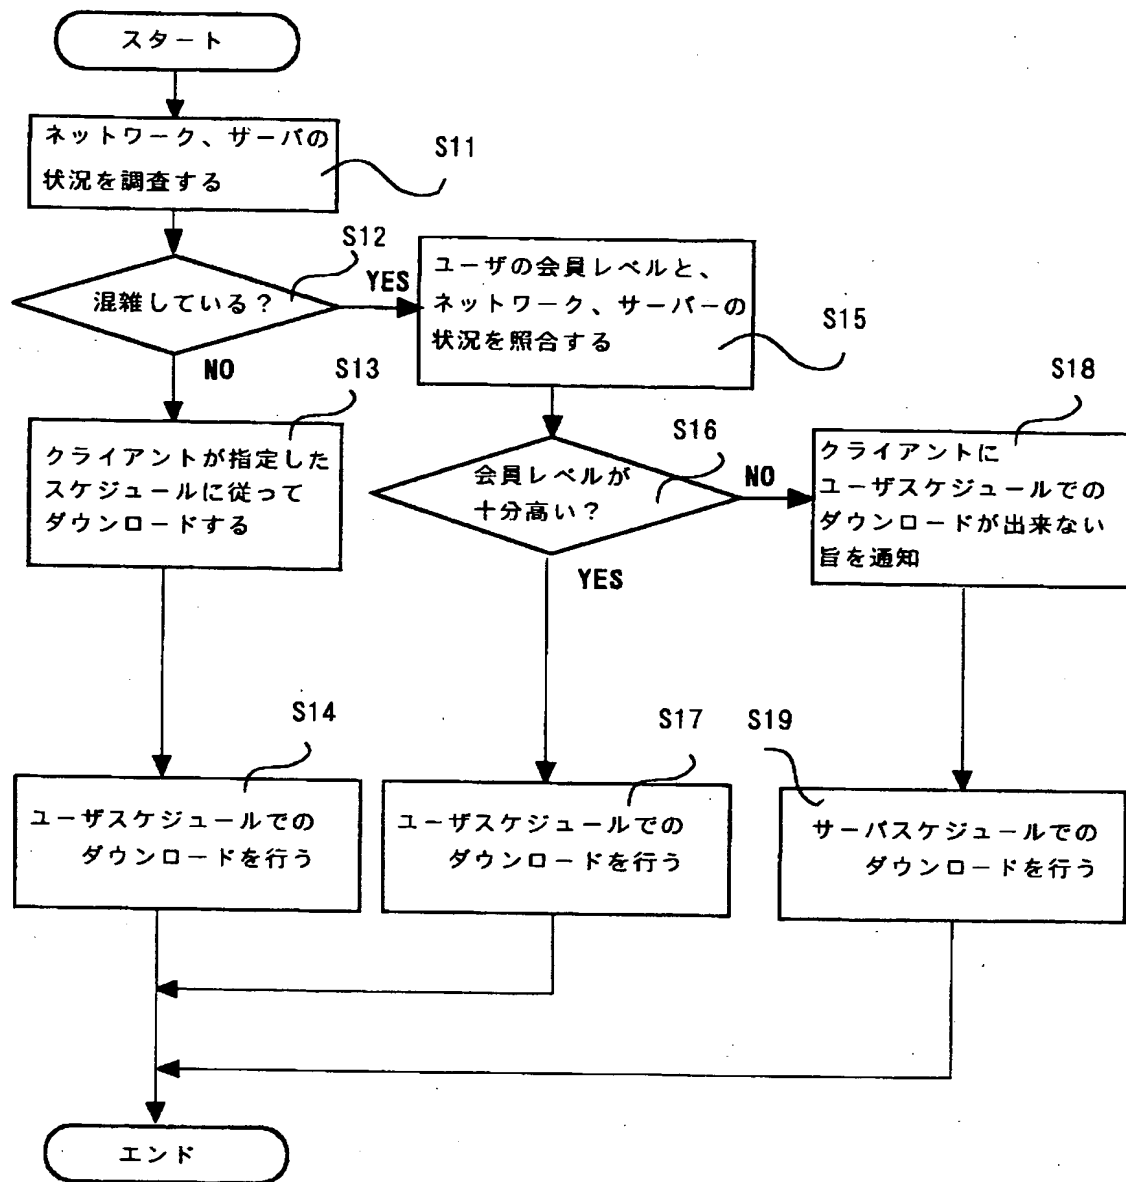 スタート
ネットワーク、ザーバの
状況を調査する
S11
S12
混雑している?
YES
NO
ユーザの会員レベルと、
ネットワーク、サーバーの
状況を照合する
S15
S13
クライアントが指定した
スケジュールに従って
ダウンロードする
S16
会員レベルが
十分高い?
NO
YES
S18
クライアントに
ユーザスケジュールでの
ダウンロードが出来ない
旨を通知
S14
ユーザスケジュールでの
ダウンロードを行う
S17
ユーザスケジュールでの
ダウンロードを行う
S19
サーバスケジュールでの
ダウンロードを行う
エンド